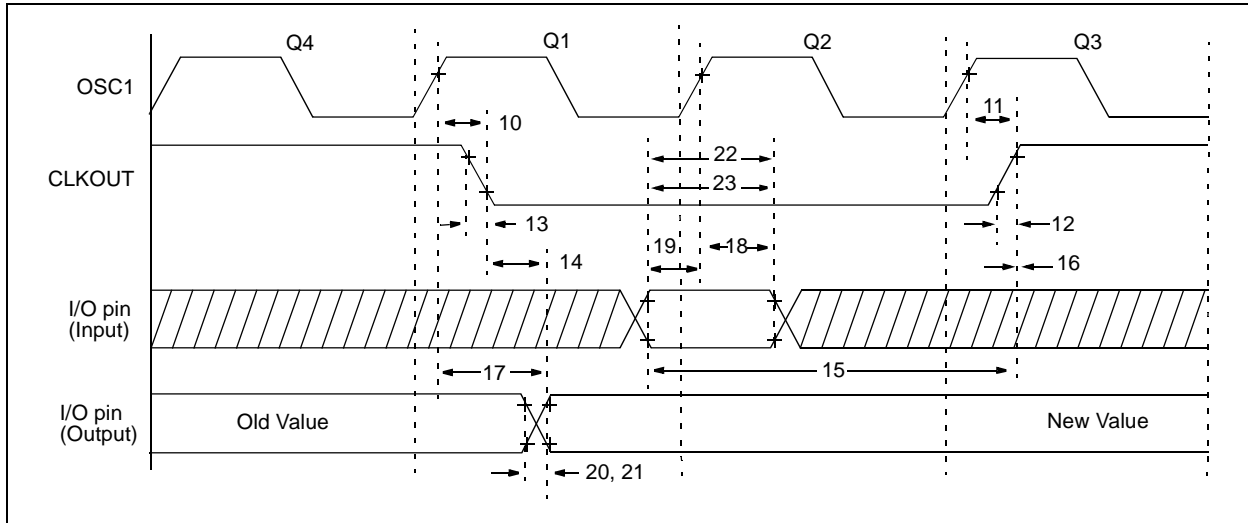 Q4 Q1 Q2 Q3
OSC1
10 11
22
CLKOUT
23
13 12
19 18
14 16
I/O pin
(Input)
17 15
I/O pin
(Output)
Old Value New Value
20, 21